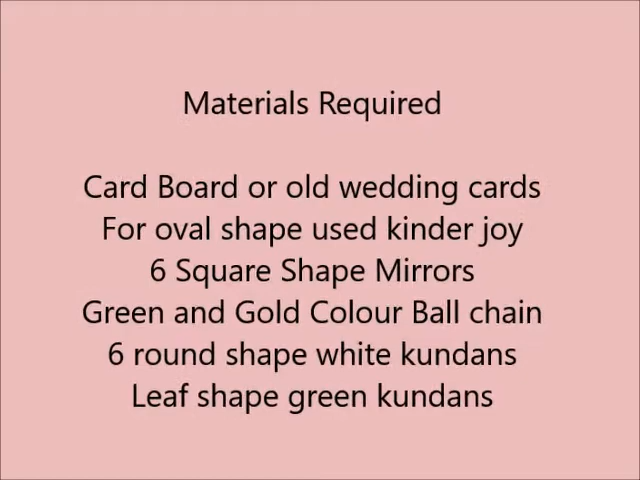 Materials Required
Card Board or old wedding cards
For oval shape used kinder joy
6 Square Shape Mirrors
Green and Gold Colour Ball chain
6 round shape white kundans
Leaf shape green kundans